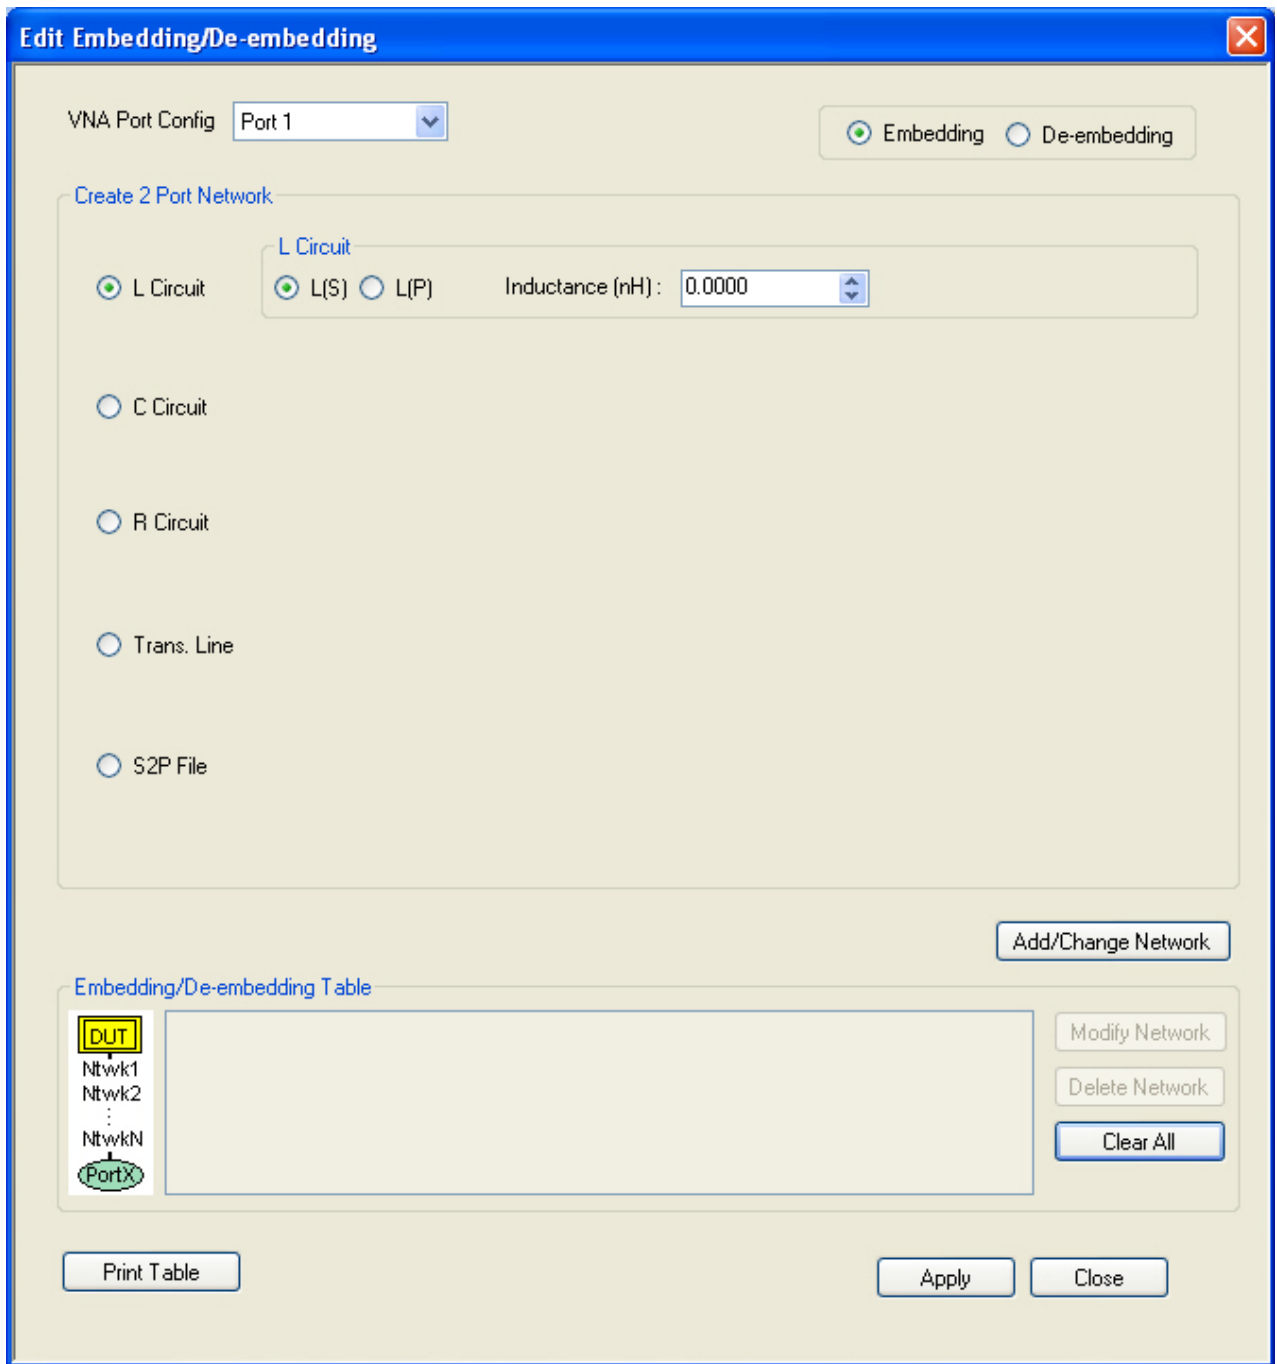 Edit Embedding/De-embedding
VNA Port Config Port 1
Embedding De-embedding
Create 2 Port Network
L Circuit
L Circuit L(S) L(P) Inductance (nH) : 0.0000
C Circuit
R Circuit
Trans. Line
S2P File
Add/Change Network
Embedding/De-embedding Table
DUT
Ntwk1
Ntwk2
NtwkN
PortX
Modify Network
Delete Network
Clear All
Print Table Apply Close